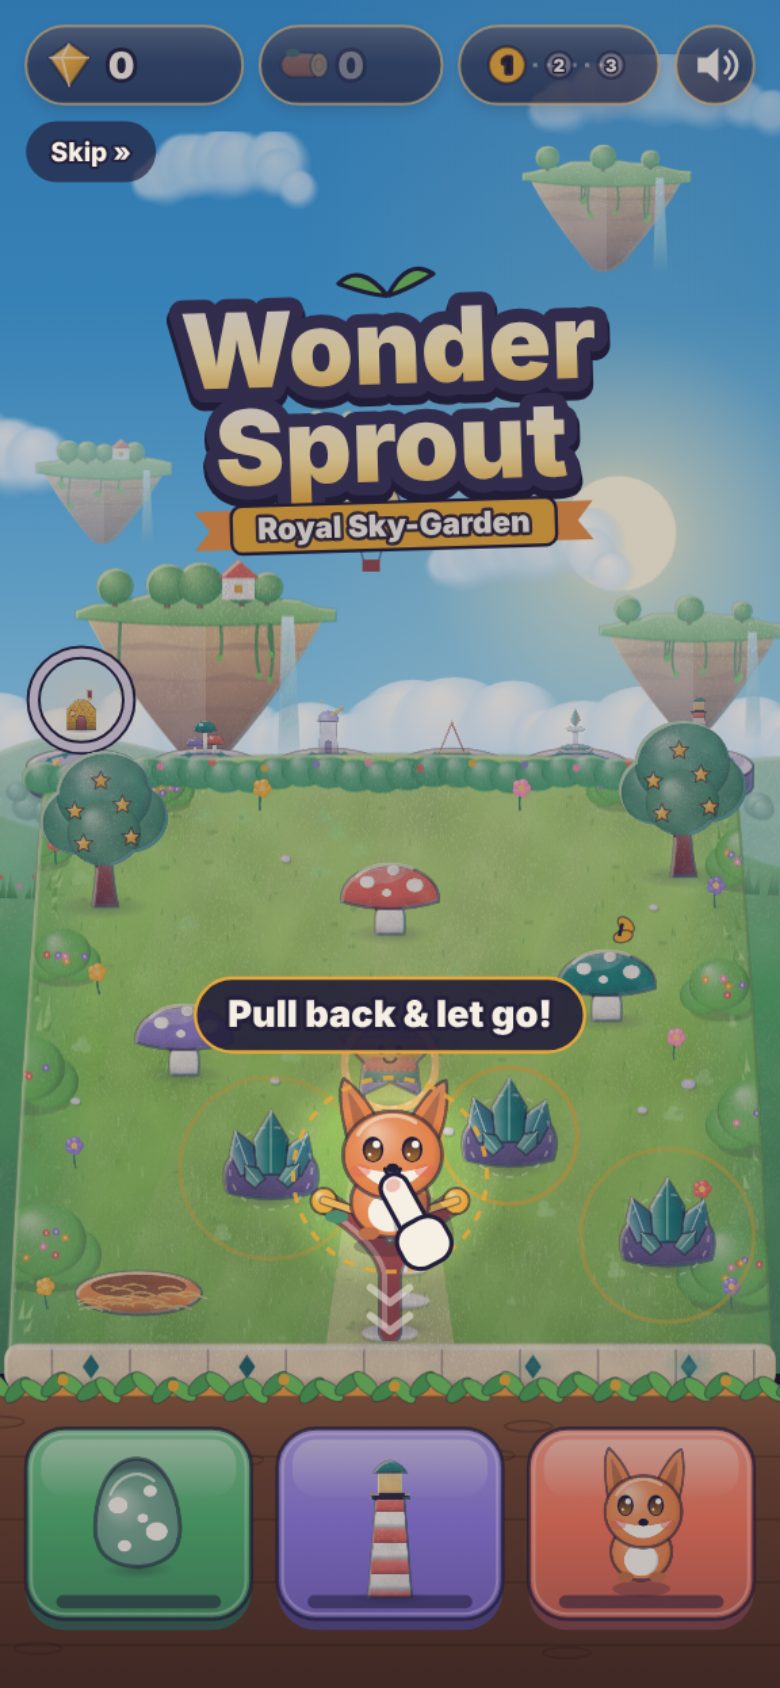 0
0
1 2 3
Skip »
Wonder
Sprout
Royal Sky-Garden
Pull back & let go!